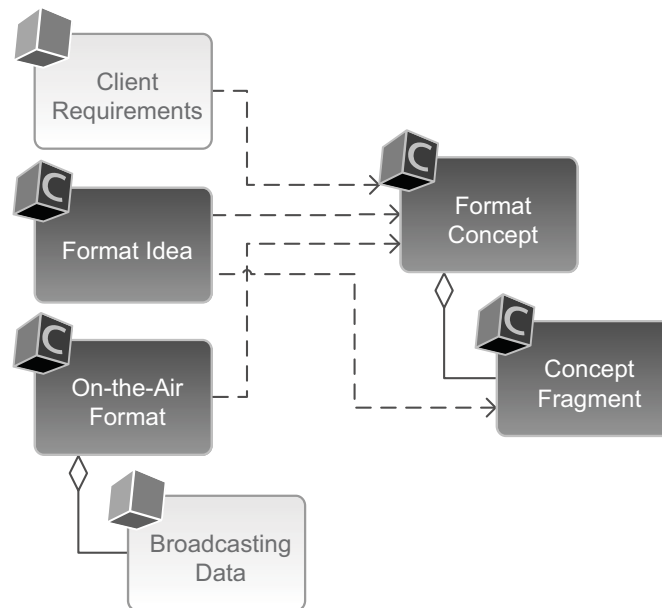 Client
Requirements
C
Format Idea
C
On-the-Air
Format
Broadcasting
Data
C
Format
Concept
C
Concept
Fragment